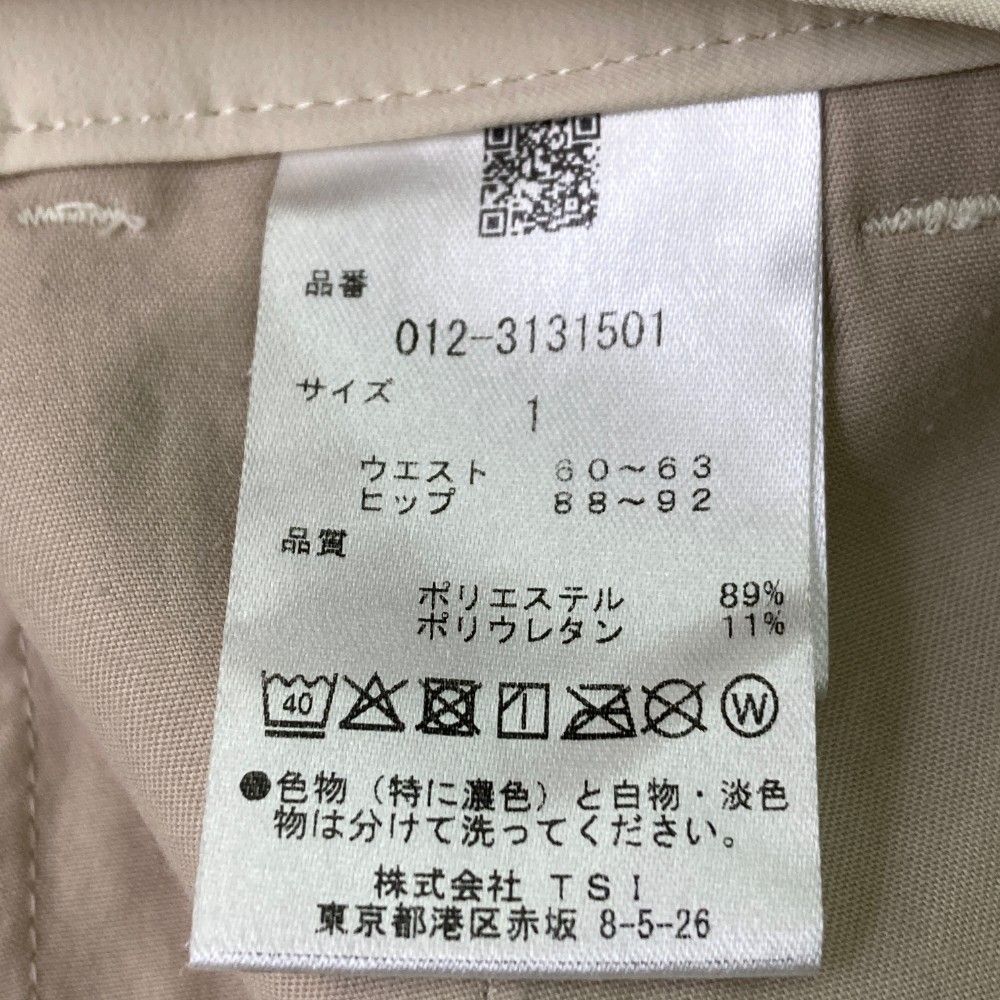 品番
012-3131501
サイズ
1
ウエスト 60～63
ヒップ 88～92
品質
ポリエステル 89%
ポリウレタン 11%
40 W
●色物（特に濃色）と白物・淡色
物は分けて洗ってください。
株式会社 TSI
東京都港区赤坂 8-5-26